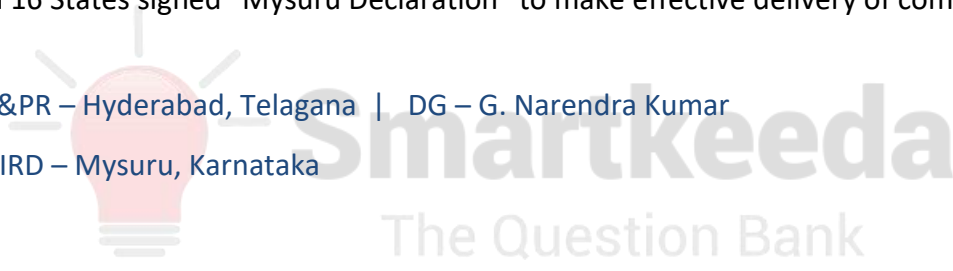 16 States signed "Mysuru Declaration" to make effective delivery of com
&PR – Hyderabad, Telagana | DG – G. Narendra Kumar
IRD – Mysuru, Karnataka
Smartkeeda
The Question Bank